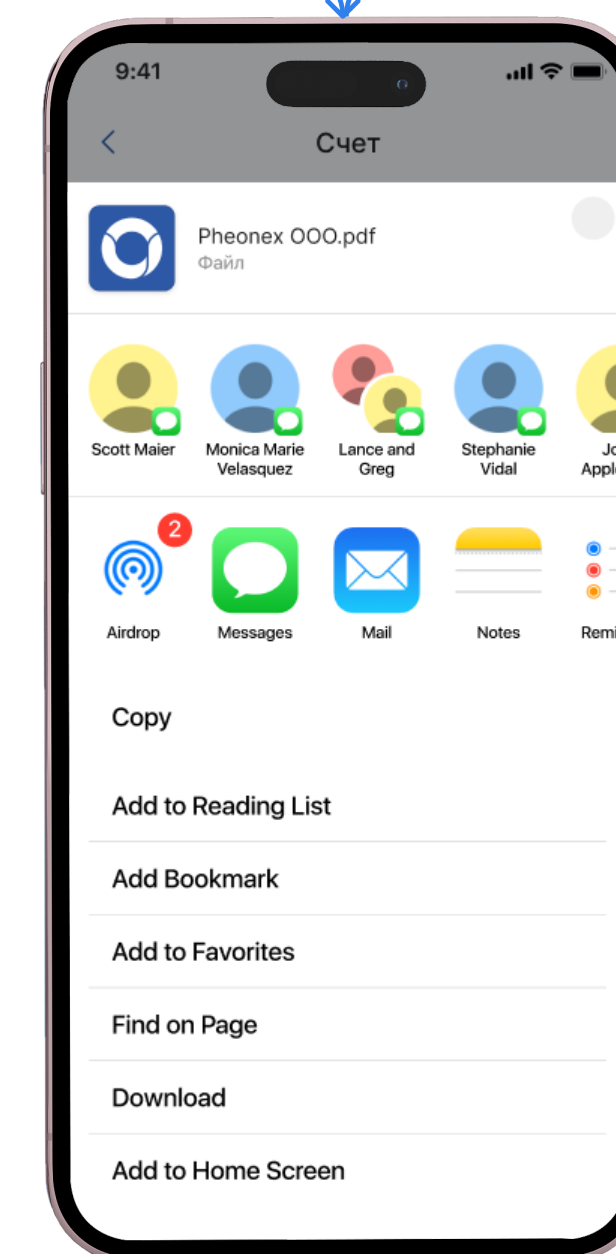 9:41
Счет
Pheonex OOO.pdf
Файл
Scott Maier
Monica Marie
Velasquez
Lance and
Greg
Stephanie
Vidal
2
Airdrop
Messages
Mail
Notes
Copy
Add to Reading List
Add Bookmark
Add to Favorites
Find on Page
Download
Add to Home Screen